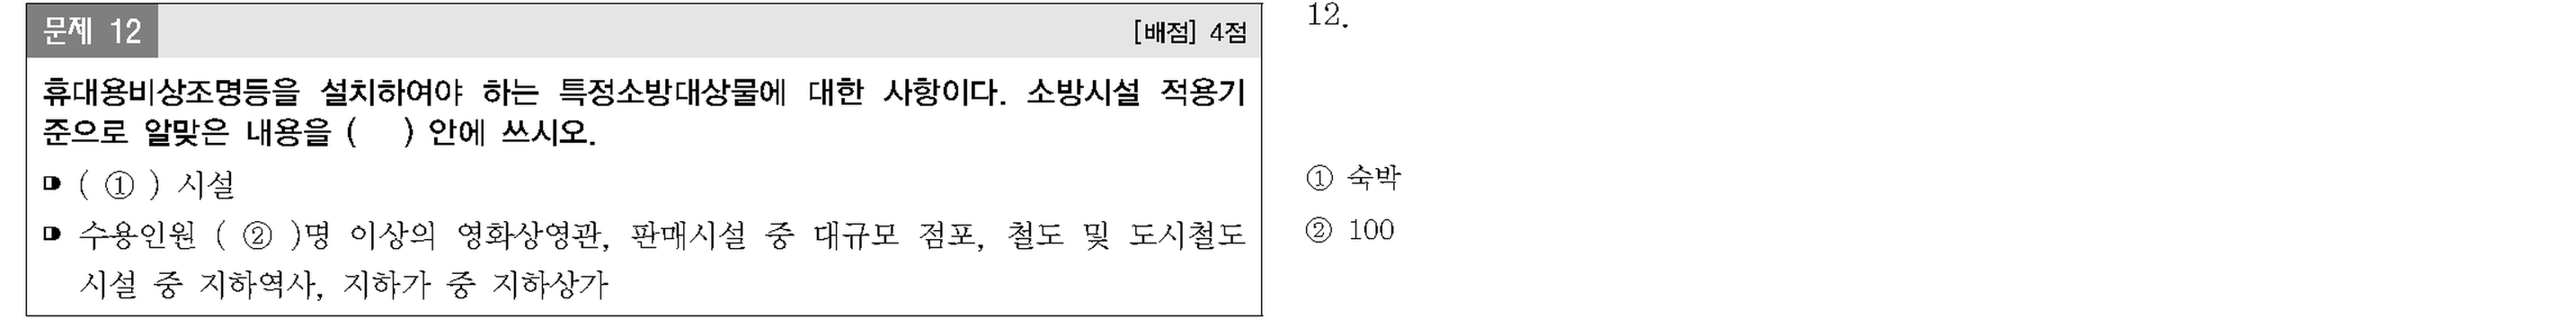 문제 12 [배점] 4점
휴대용비상조명등을 설치하여야 하는 특정소방대상물에 대한 사항이다. 소방시설 적용기
준으로 알맞은 내용을 ( ) 안에 쓰시오.
( ① ) 시설
수용인원 ( ② )명 이상의 영화상영관, 판매시설 중 대규모 점포, 철도 및 도시철도
시설 중 지하역사, 지하가 중 지하상가
12.
① 숙박
② 100